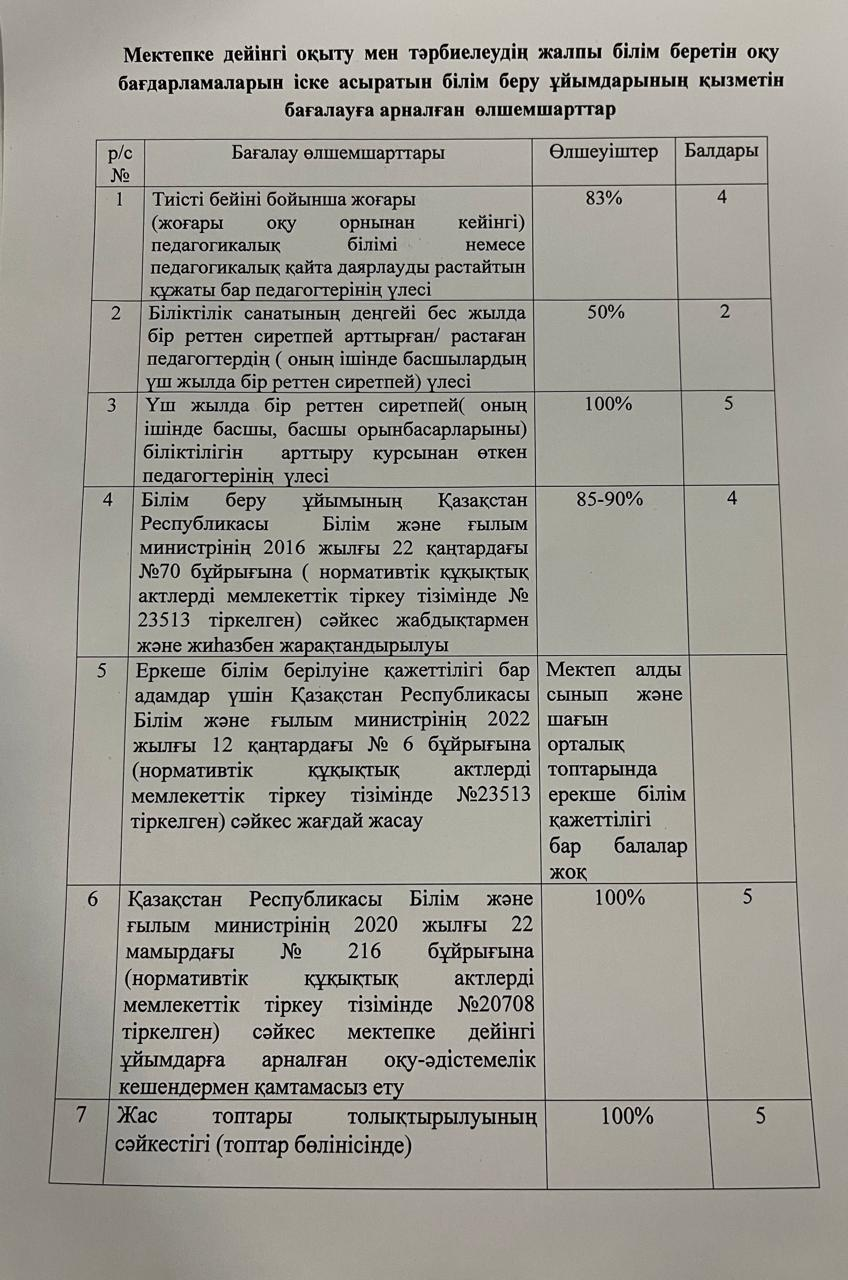 Мектепке дейінгі оқыту мен тәрбиелеудің жалпы білім беретін оқу
бағдарламаларын іске асыратын білім беру ұйымдарының қызметін
бағалауға арналған өлшемшарттар
р/с № Бағалау өлшемшарттары Өлшеуіштер Балдары
1 Тиісті бейіні бойынша жоғары 83% 4
(жоғары оқу орнынан кейінгі)
педагогикалық білімі немесе
педагогикалық қайта даярлауды растайтын
құжаты бар педагогтерінің үлесі
2 Біліктілік санатының деңгейі бес жылда 50% 2
бір реттен сиретпей арттырған/ растаған
педагогтердің ( оның ішінде басшылардың
үш жылда бір реттен сиретпей) үлесі
3 Үш жылда бір реттен сиретпей( оның 100% 5
ішінде басшы, басшы орынбасарларыны)
біліктілігін арттыру курсынан өткен
педагогтерінің үлесі
4 Білім беру ұйымының Қазақстан 85-90% 4
Республикасы Білім және ғылым
министрінің 2016 жылғы 22 қаңтардағы
№70 бұйрығына ( нормативтік құқықтық
актлерді мемлекеттік тіркеу тізімінде №
23513 тіркелген) сәйкес жабдықтармен
және жиһазбен жарақтандырылуы
5 Еркеше білім берілуіне қажеттілігі бар
адамдар үшін Қазақстан Республикасы
Білім және ғылым министрінің 2022
жылғы 12 қаңтардағы № 6 бұйрығына
(нормативтік құқықтық актлерді
мемлекеттік тіркеу тізімінде №23513
тіркелген) сәйкес жағдай жасау
Мектеп алды
сынып және
шағын
орталық
топтарында
ерекше білім
қажеттілігі
бар балалар
жоқ
6 Қазақстан Республикасы Білім және 100% 5
ғылым министрінің 2020 жылғы 22
мамырдағы № 216 бұйрығына
(нормативтік құқықтық актлерді
мемлекеттік тіркеу тізімінде №20708
тіркелген) сәйкес мектепке дейінгі
ұйымдарға арналған оқу-әдістемелік
кешендермен қамтамасыз ету
7 Жас топтары толықтырылуының 100% 5
сәйкестігі (топтар бөлінісінде)